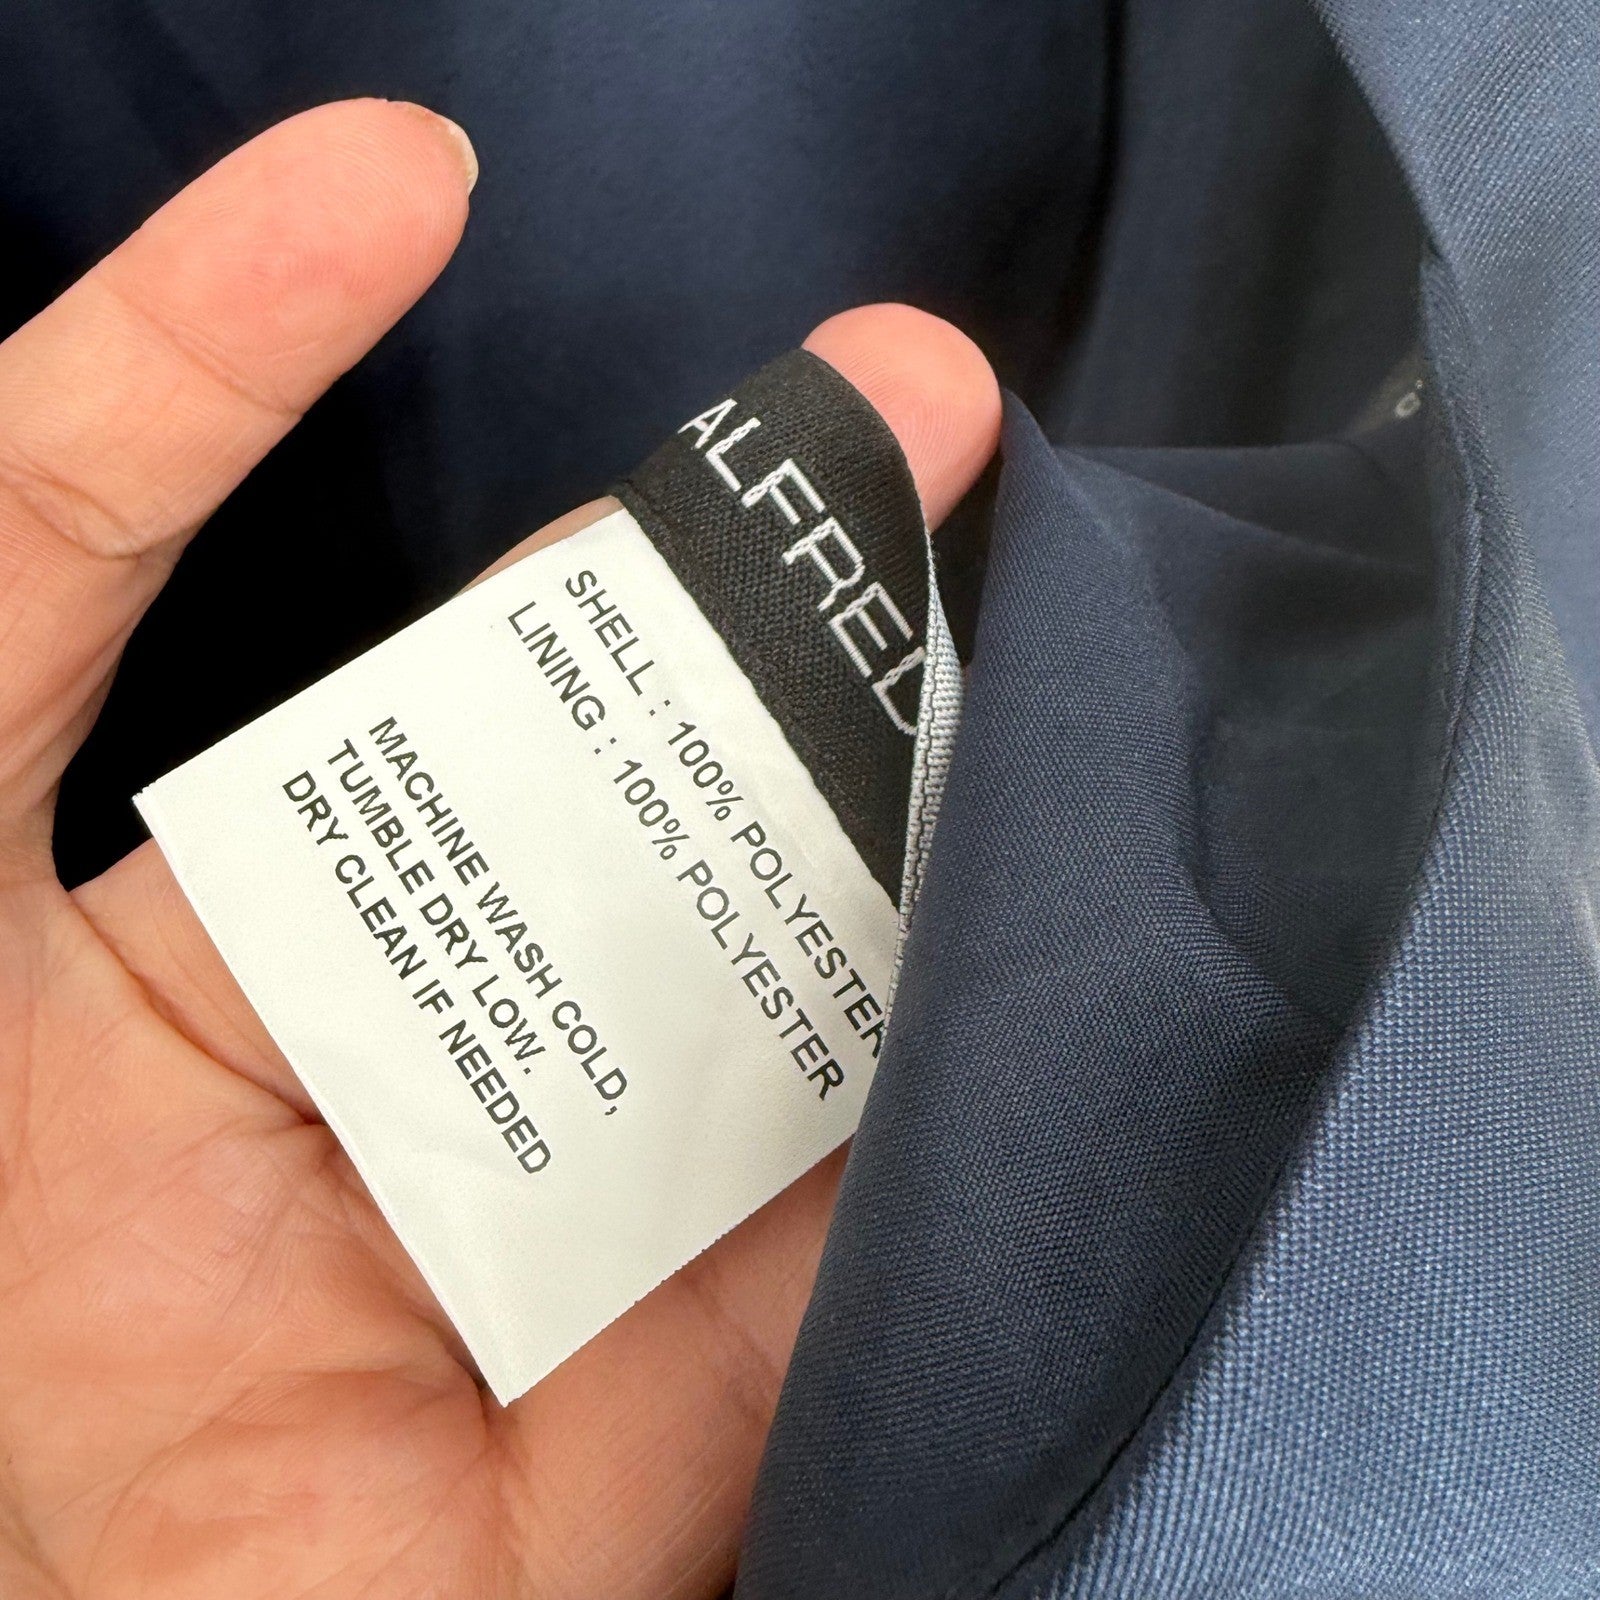 ALFRED
SHELL : 100% POLYESTER
LINING : 100% POLYESTER
MACHINE WASH COLD,
TUMBLE DRY LOW.
DRY CLEAN IF NEEDED